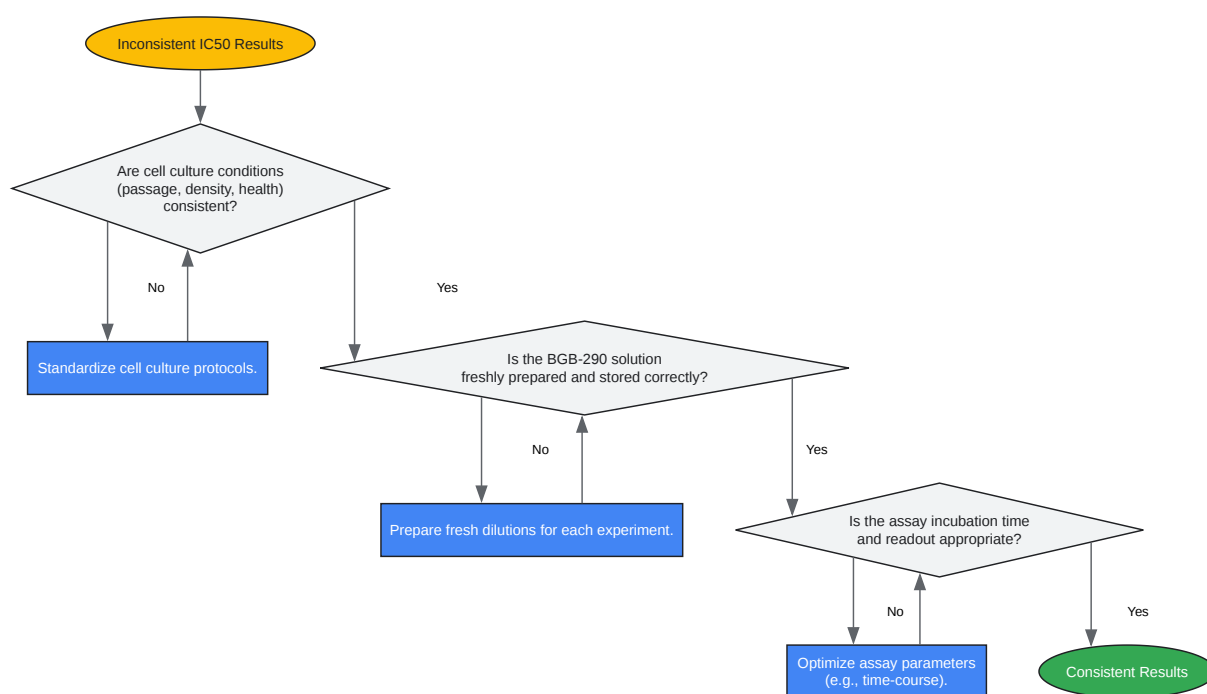 Inconsistent IC50 Results
Are cell culture conditions
(passage, density, health)
consistent?
No
Yes
Standardize cell culture protocols.
Is the BGB-290 solution
freshly prepared and stored correctly?
No
Yes
Prepare fresh dilutions for each experiment.
Is the assay incubation time
and readout appropriate?
No
Yes
Optimize assay parameters
(e.g., time-course).
Consistent Results